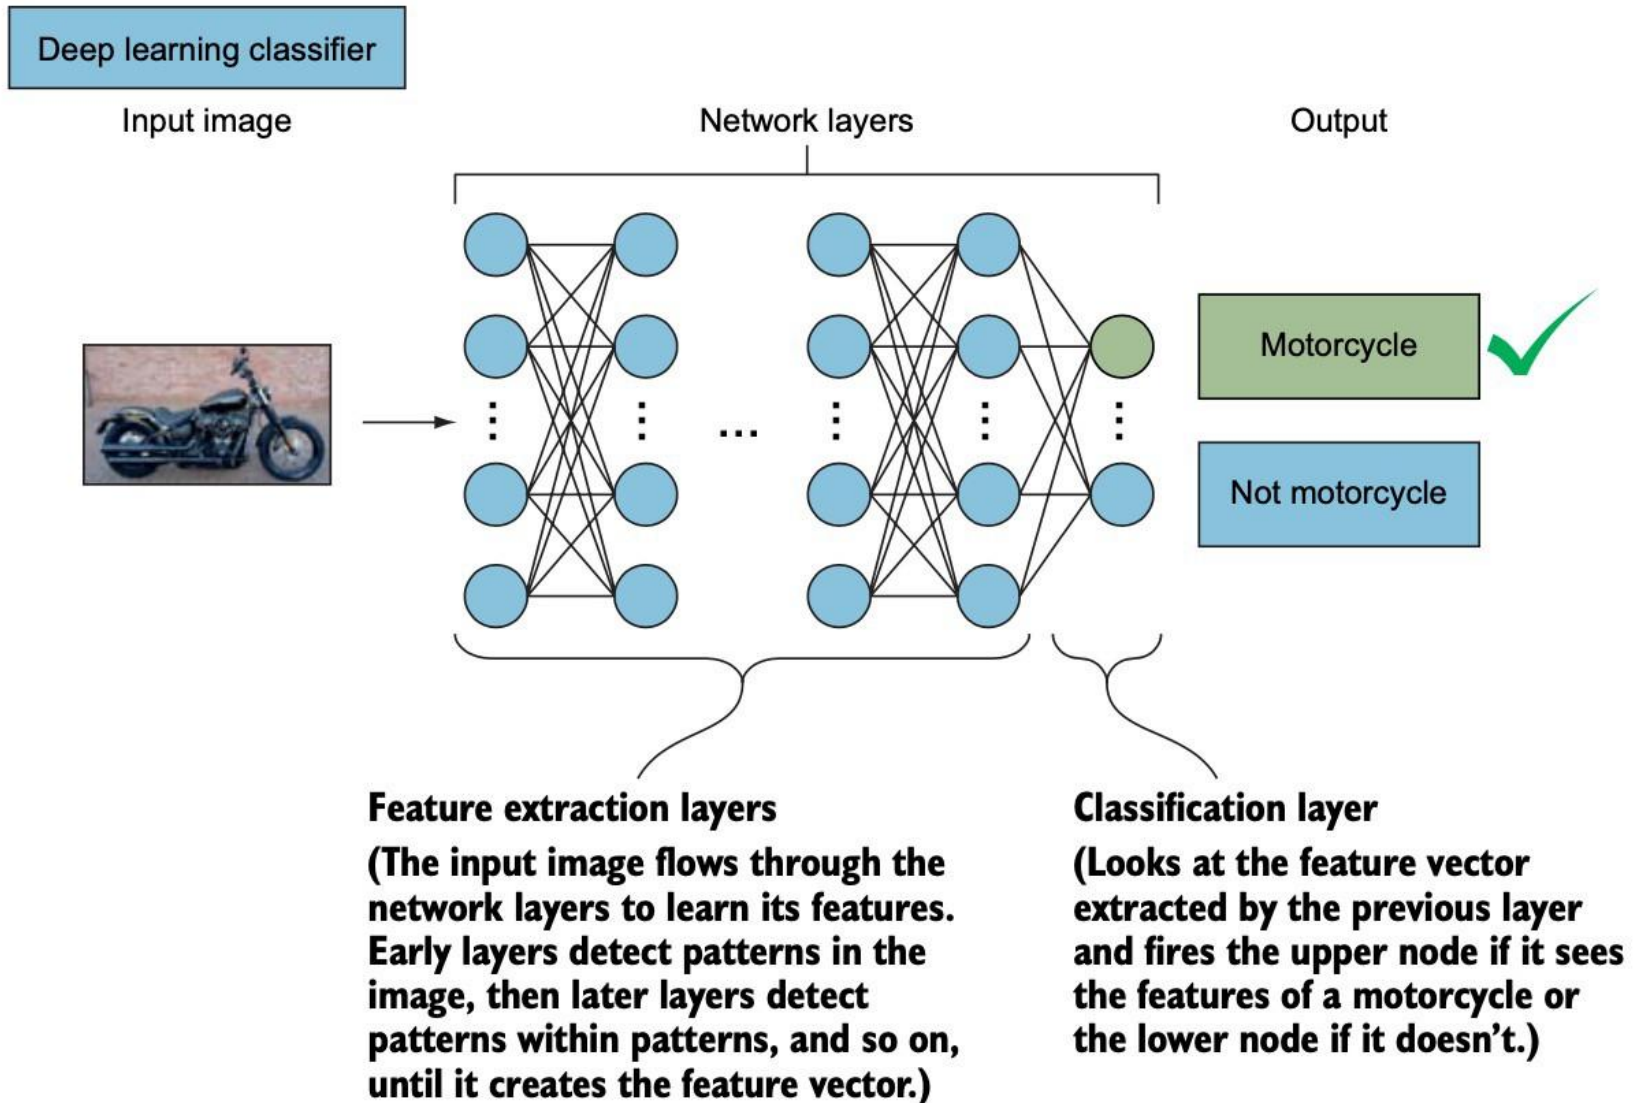 Deep learning classifier
Input image
Network layers
Output
...
Motorcycle
Not motorcycle
Feature extraction layers
(The input image flows through the
network layers to learn its features.
Early layers detect patterns in the
image, then later layers detect
patterns within patterns, and so on,
until it creates the feature vector.)
Classification layer
(Looks at the feature vector
extracted by the previous layer
and fires the upper node if it sees
the features of a motorcycle or
the lower node if it doesn’t.)